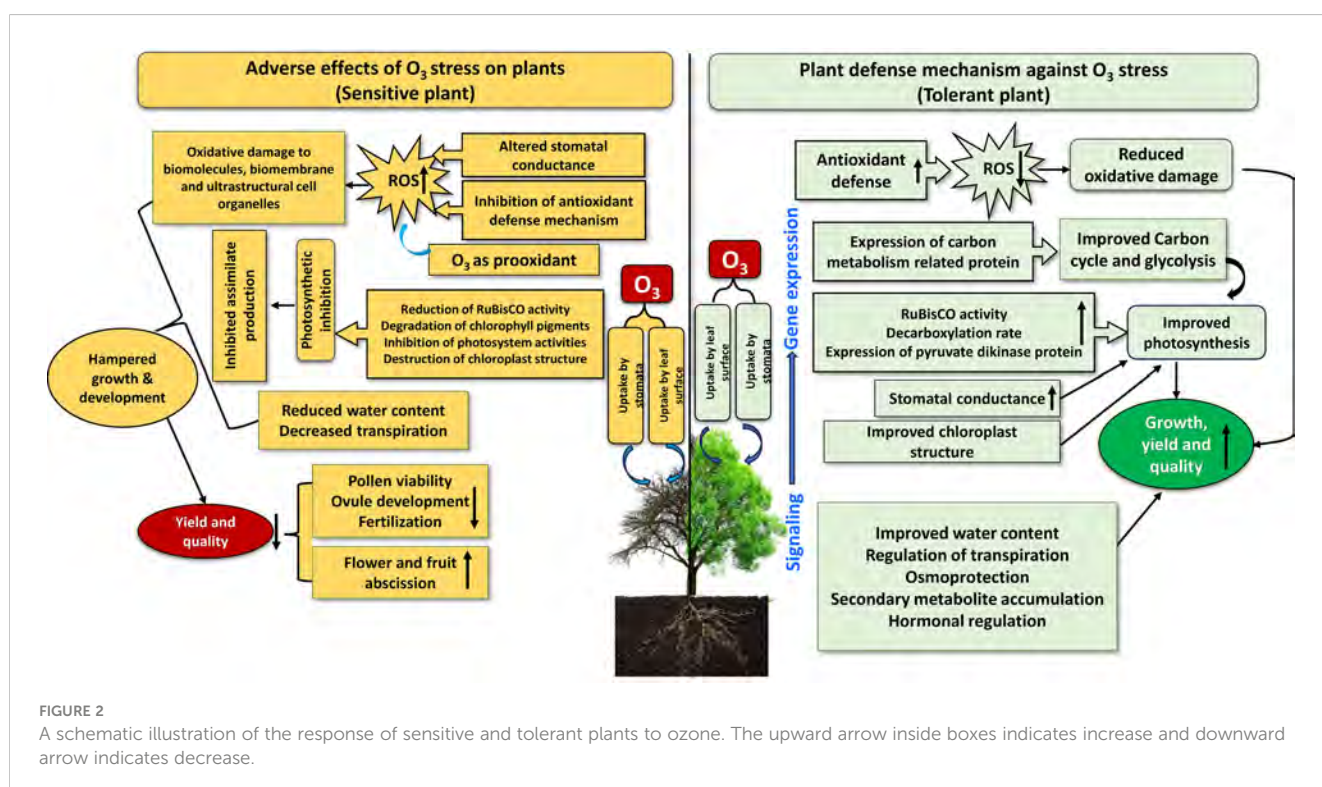 Adverse effects of O₃ stress on plants
(Sensitive plant)
Oxidative damage to
biomolecules, biomembrane
and ultrastructural cell
organelles
ROS
Altered stomatal
conductance
Inhibition of antioxidant
defense mechanism
O₃ as prooxidant
Inhibited assimilate
production
Photosynthetic
inhibition
Reduction of RuBisCO activity
Degradation of chlorophyll pigments
Inhibition of photosystem activities
Destruction of chloroplast structure
Hampered
growth &
development
Reduced water content
Decreased transpiration
Yield and
quality
Pollen viability
Ovule development
Fertilization
Flower and fruit
abscission
O₃
Uptake by
stomata
Uptake by leaf
surface
Plant defense mechanism against O₃ stress
(Tolerant plant)
O₃
Uptake by leaf
surface
Uptake by
stomata
Signaling
Gene expression
Antioxidant
defense
ROS
Reduced
oxidative damage
Expression of carbon
metabolism related protein
Improved Carbon
cycle and glycolysis
RuBisCO activity
Decarboxylation rate
Expression of pyruvate dikinase protein
Improved
photosynthesis
Stomatal conductance
Improved chloroplast
structure
Growth,
yield and
quality
Improved water content
Regulation of transpiration
Osmoprotection
Secondary metabolite accumulation
Hormonal regulation
FIGURE 2
A schematic illustration of the response of sensitive and tolerant plants to ozone. The upward arrow inside boxes indicates increase and downward
arrow indicates decrease.